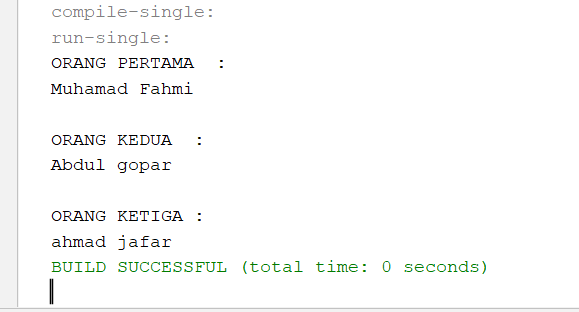 compile-single:
run-single:
ORANG PERTAMA  :
Muhamad Fahmi
ORANG KEDUA  :
Abdul gopar
ORANG KETIGA :
ahmad jafar
BUILD SUCCESSFUL (total time: 0 seconds)